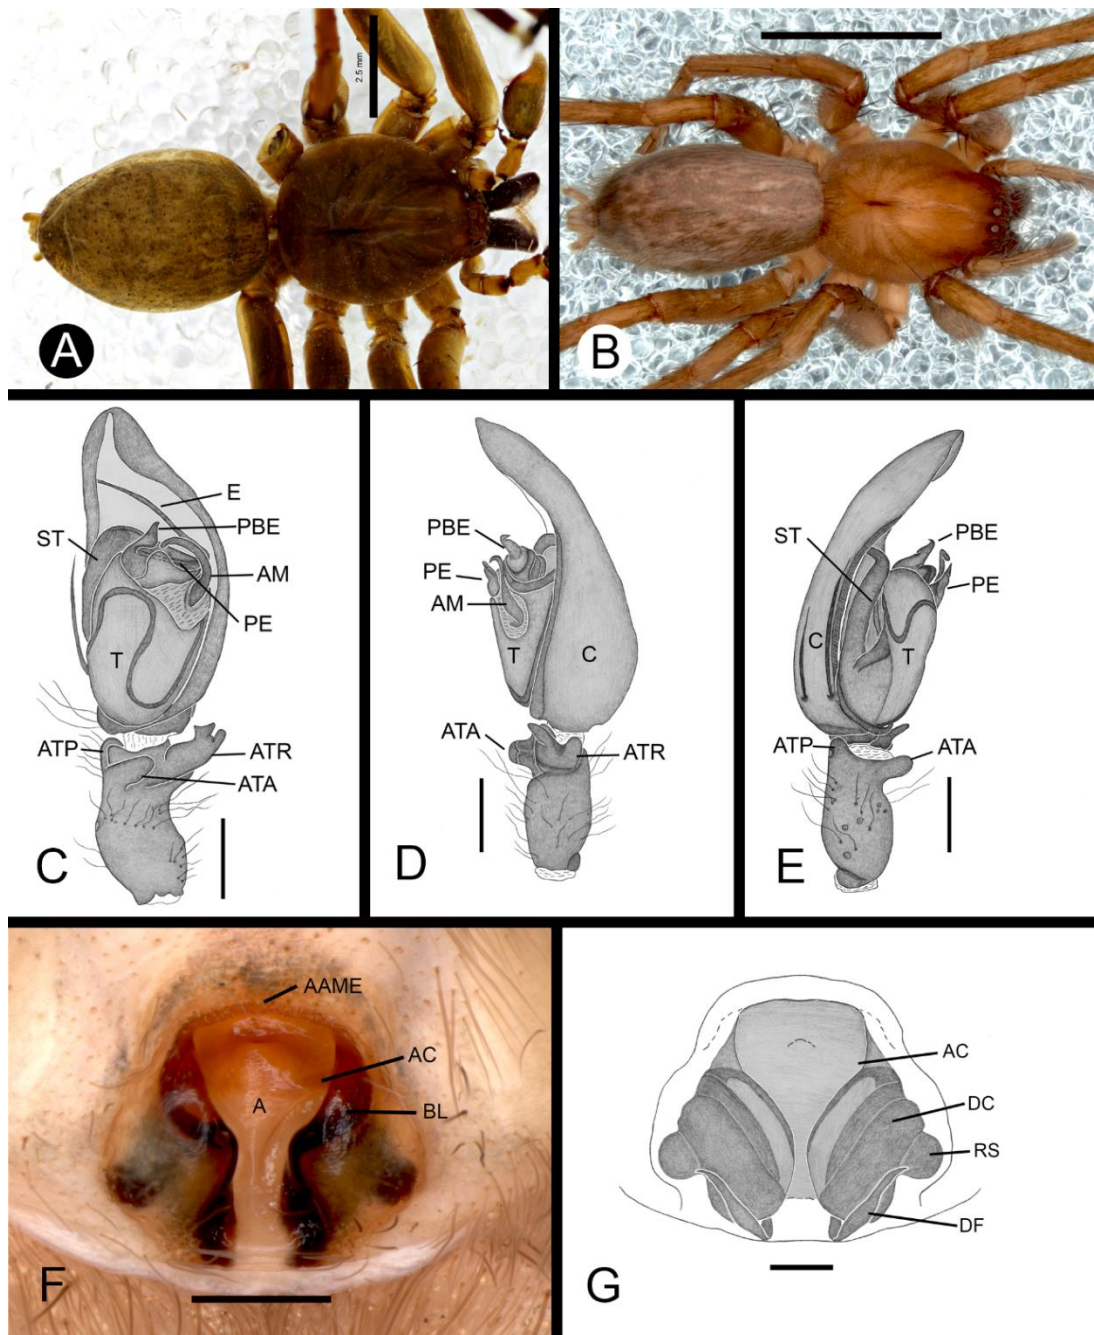 2.5 mm
A
B
E
PBE
ST
AM
PE
T
ATP
ATR
ATA
C
PBE
PE
AM
T
C
ATA
ATR
D
ST
PBE
PE
C
T
ATP
ATA
E
AAME
AC
A
BL
F
AC
DC
RS
DF
G